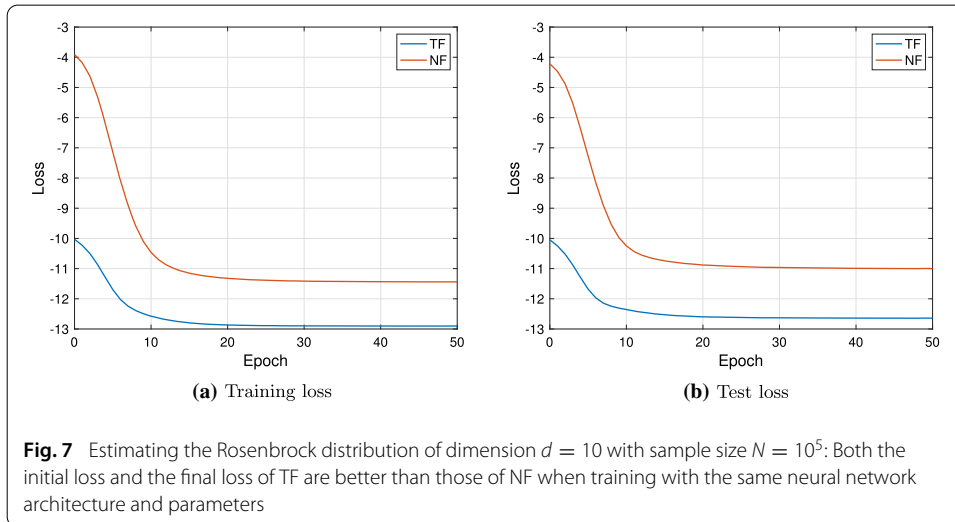 -3
-4
-5
-6
-7
-8
-9
-10
-11
-12
-13
Loss
0
10
20
30
40
50
Epoch
TF
NF
(a) Training loss
-3
-4
-5
-6
-7
-8
-9
-10
-11
-12
-13
Loss
0
10
20
30
40
50
Epoch
TF
NF
(b) Test loss
Fig. 7 Estimating the Rosenbrock distribution of dimension d = 10 with sample size N = 10⁵: Both the
initial loss and the final loss of TF are better than those of NF when training with the same neural network
architecture and parameters